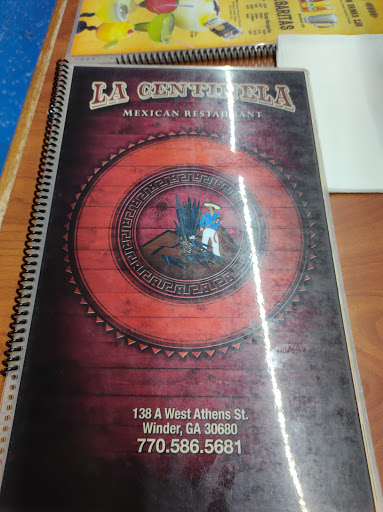 LA CENTINELA
MEXICAN RESTAURANT
138 A West Athens St.
Winder, GA 30680
770.586.5681